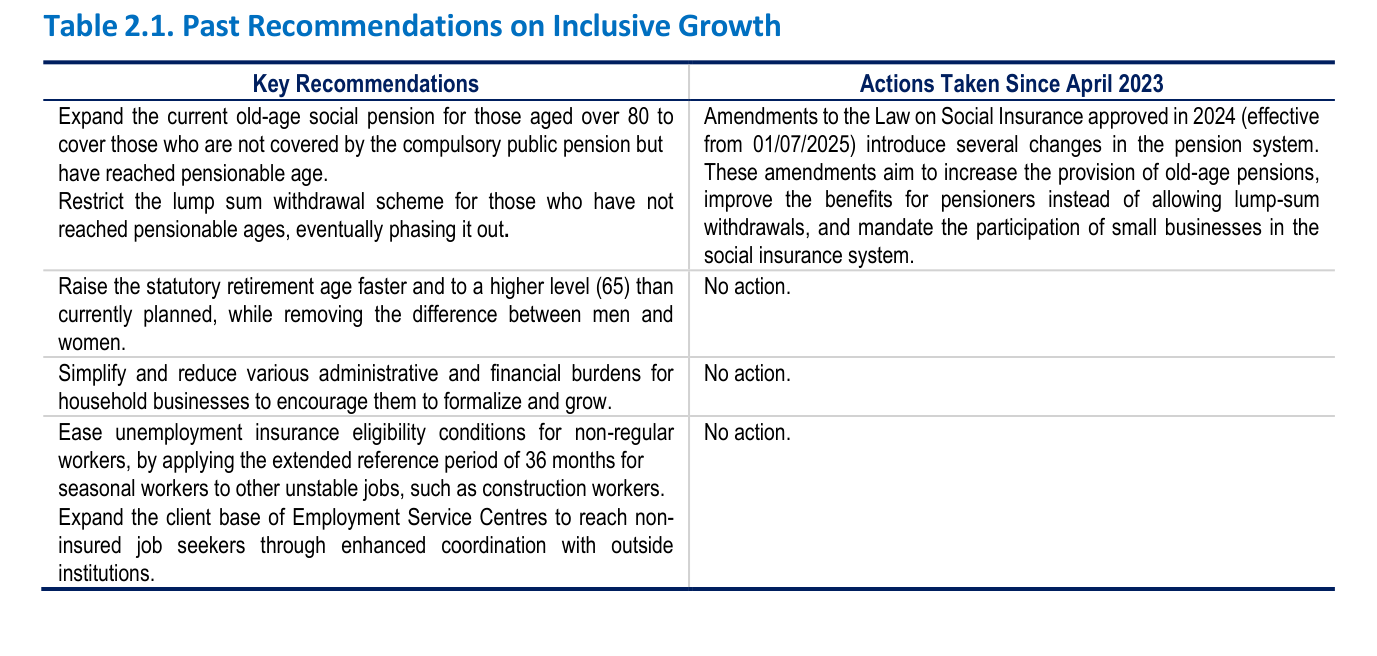 Table 2.1. Past Recommendations on Inclusive Growth
Key Recommendations
Actions Taken Since April 2023
Expand the current old-age social pension for those aged over 80 to
cover those who are not covered by the compulsory public pension but
have reached pensionable age.
Restrict the lump sum withdrawal scheme for those who have not
reached pensionable ages, eventually phasing it out.
Amendments to the Law on Social Insurance approved in 2024 (effective
from 01/07/2025) introduce several changes in the pension system.
These amendments aim to increase the provision of old-age pensions,
improve the benefits for pensioners instead of allowing lump-sum
withdrawals, and mandate the participation of small businesses in the
social insurance system.
Raise the statutory retirement age faster and to a higher level (65) than
currently planned, while removing the difference between men and
women.
No action.
Simplify and reduce various administrative and financial burdens for
household businesses to encourage them to formalize and grow.
No action.
Ease unemployment insurance eligibility conditions for non-regular
workers, by applying the extended reference period of 36 months for
seasonal workers to other unstable jobs, such as construction workers.
Expand the client base of Employment Service Centres to reach non-
insured job seekers through enhanced coordination with outside
institutions.
No action.